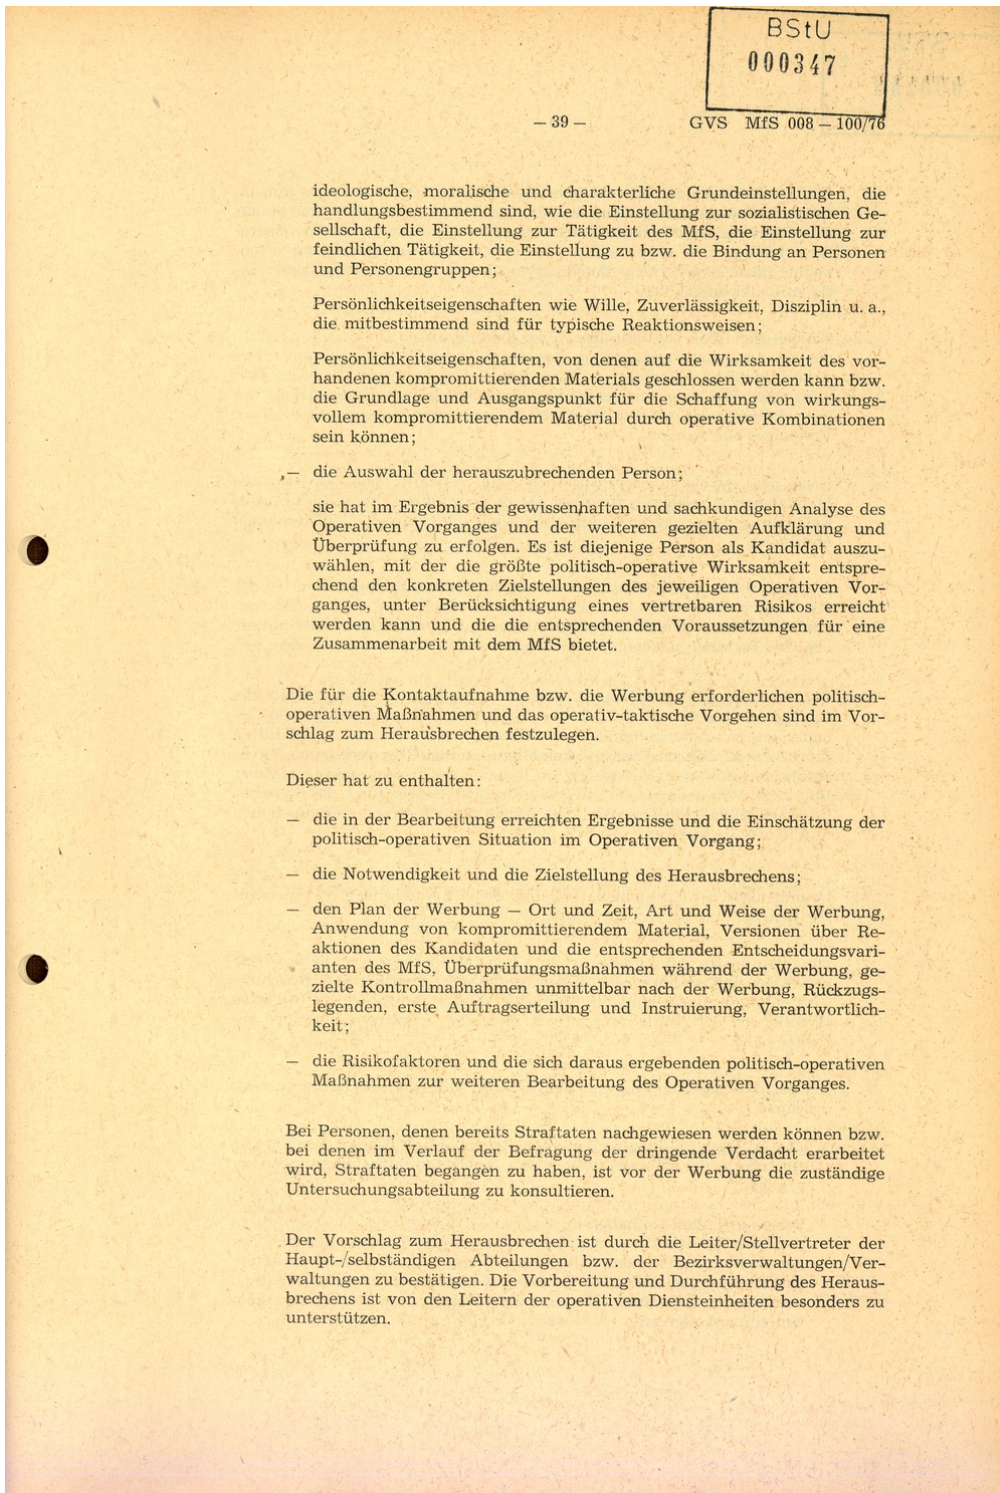 BStU
000347
— 39 —
GVS MfS 008 — 100/76
ideologische, moralische und charakterliche Grundeinstellungen, die
handlungsbestimmend sind, wie die Einstellung zur sozialistischen Ge-
sellschaft, die Einstellung zur Tätigkeit des MfS, die Einstellung zur
feindlichen Tätigkeit, die Einstellung zu bzw. die Bindung an Personen
und Personengruppen;
Persönlichkeitseigenschaften wie Wille, Zuverlässigkeit, Disziplin u. a.,
die mitbestimmend sind für typische Reaktionsweisen;
Persönlichkeitseigenschaften, von denen auf die Wirksamkeit des vor-
handenen kompromittierenden Materials geschlossen werden kann bzw.
die Grundlage und Ausgangspunkt für die Schaffung von wirkungs-
vollem kompromittierendem Material durch operative Kombinationen
sein können;
— die Auswahl der herauszubrechenden Person;
sie hat im Ergebnis der gewissenhaften und sachkundigen Analyse des
Operativen Vorganges und der weiteren gezielten Aufklärung und
Überprüfung zu erfolgen. Es ist diejenige Person als Kandidat auszu-
wählen, mit der die größte politisch-operative Wirksamkeit entspre-
chend den konkreten Zielstellungen des jeweiligen Operativen Vor-
ganges, unter Berücksichtigung eines vertretbaren Risikos erreicht
werden kann und die die entsprechenden Voraussetzungen für eine
Zusammenarbeit mit dem MfS bietet.
Die für die Kontaktaufnahme bzw. die Werbung erforderlichen politisch-
operativen Maßnahmen und das operativ-taktische Vorgehen sind im Vor-
schlag zum Herausbrechen festzulegen.
Dieser hat zu enthalten:
— die in der Bearbeitung erreichten Ergebnisse und die Einschätzung der
politisch-operativen Situation im Operativen Vorgang;
— die Notwendigkeit und die Zielstellung des Herausbrechens;
— den Plan der Werbung — Ort und Zeit, Art und Weise der Werbung,
Anwendung von kompromittierendem Material, Versionen über Re-
aktionen des Kandidaten und die entsprechenden Entscheidungsvari-
anten des MfS, Überprüfungsmaßnahmen während der Werbung, ge-
zielte Kontrollmaßnahmen unmittelbar nach der Werbung, Rückzugs-
legenden, erste Auftragserteilung und Instruierung, Verantwortlich-
keit;
— die Risikofaktoren und die sich daraus ergebenden politisch-operativen
Maßnahmen zur weiteren Bearbeitung des Operativen Vorganges.
Bei Personen, denen bereits Straftaten nachgewiesen werden können bzw.
bei denen im Verlauf der Befragung der dringende Verdacht erarbeitet
wird, Straftaten begangen zu haben, ist vor der Werbung die zuständige
Untersuchungsabteilung zu konsultieren.
Der Vorschlag zum Herausbrechen ist durch die Leiter/Stellvertreter der
Haupt-/selbständigen Abteilungen bzw. der Bezirksverwaltungen/Ver-
waltungen zu bestätigen. Die Vorbereitung und Durchführung des Heraus-
brechens ist von den Leitern der operativen Diensteinheiten besonders zu
unterstützen.